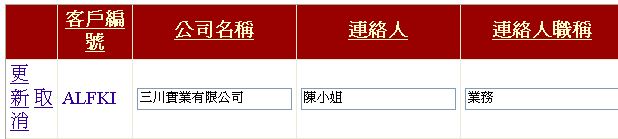 客戶編
號
公司名稱
連絡人
連絡人職稱
更
新 取
消
ALFKI
三川實業有限公司
陳小姐
業務